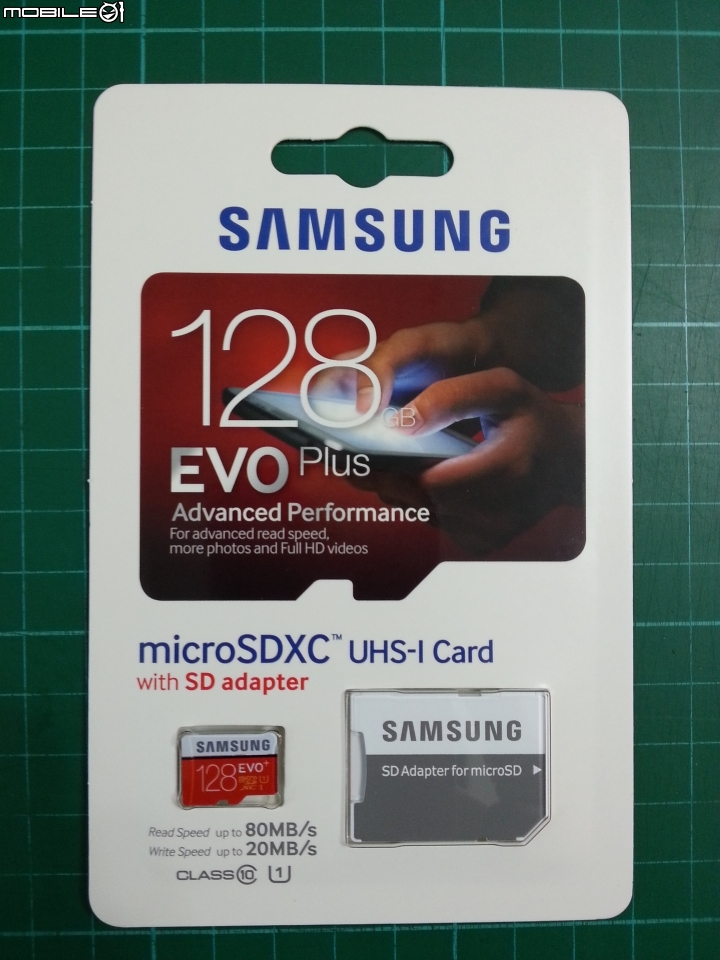 MOBILE01
SAMSUNG
128GB
EVO Plus
Advanced Performance
For advanced read speed,
more photos and Full HD videos
microSDXC™ UHS-I Card
with SD adapter
SAMSUNG
128 EVO+
SAMSUNG
SD Adapter for microSD ▶
Read Speed up to 80MB/s
Write Speed up to 20MB/s
CLASS 10 U1